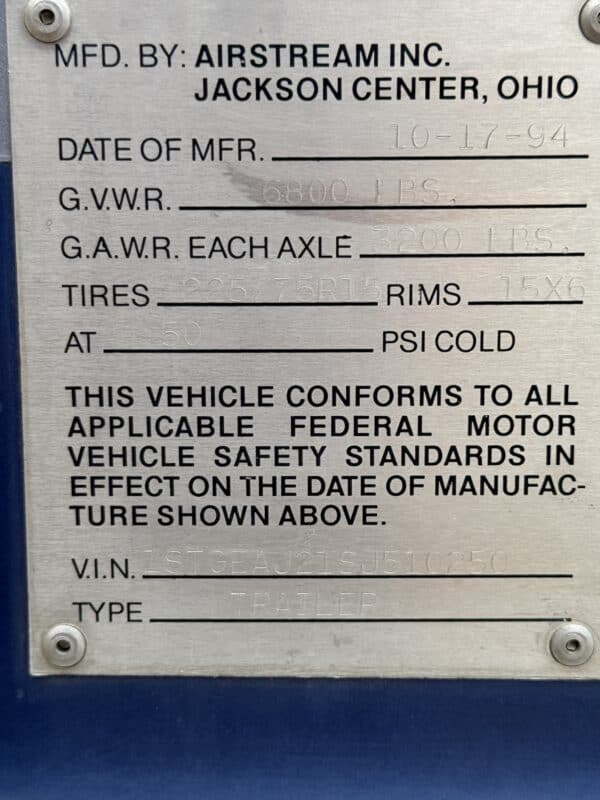 MFD. BY: AIRSTREAM INC.
JACKSON CENTER, OHIO
DATE OF MFR. 10-17-94
G.V.W.R. 6800 LBS.
G.A.W.R. EACH AXLE 3200 LBS.
TIRES 225/75R15 RIMS 15X6
AT 50 PSI COLD
THIS VEHICLE CONFORMS TO ALL
APPLICABLE FEDERAL MOTOR
VEHICLE SAFETY STANDARDS IN
EFFECT ON THE DATE OF MANUFAC-
TURE SHOWN ABOVE.
V.I.N. 1STGEAJ21SJ510250
TYPE TRAILER